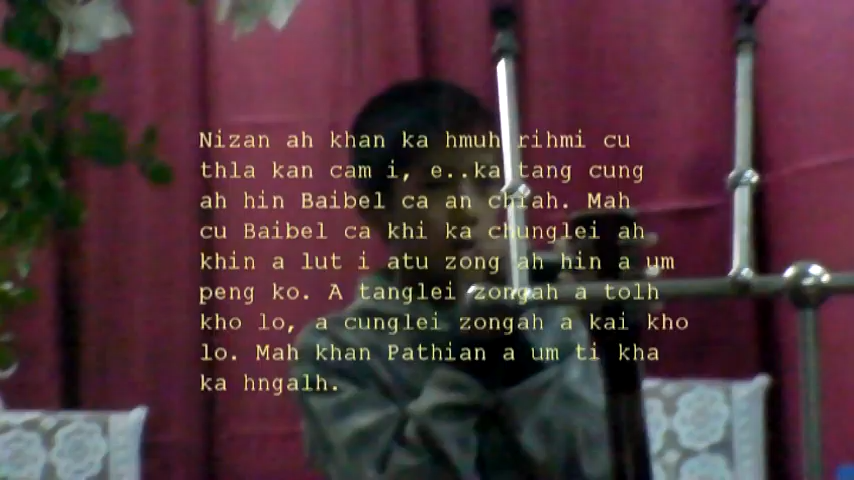 Nizan ah khan ka hmuh rihmi cu
thla kan cam i, e..ka tang cung
ah hin Baibel ca an chiah. Mah
cu Baibel ca khi ka chunglei ah
khin a lut i atu zong ah hin a um
peng ko. A tanglei zongah a tolh
kho lo, a cunglei zongah a kai kho
lo. Mah khan Pathian a um ti kha
ka hngalh.